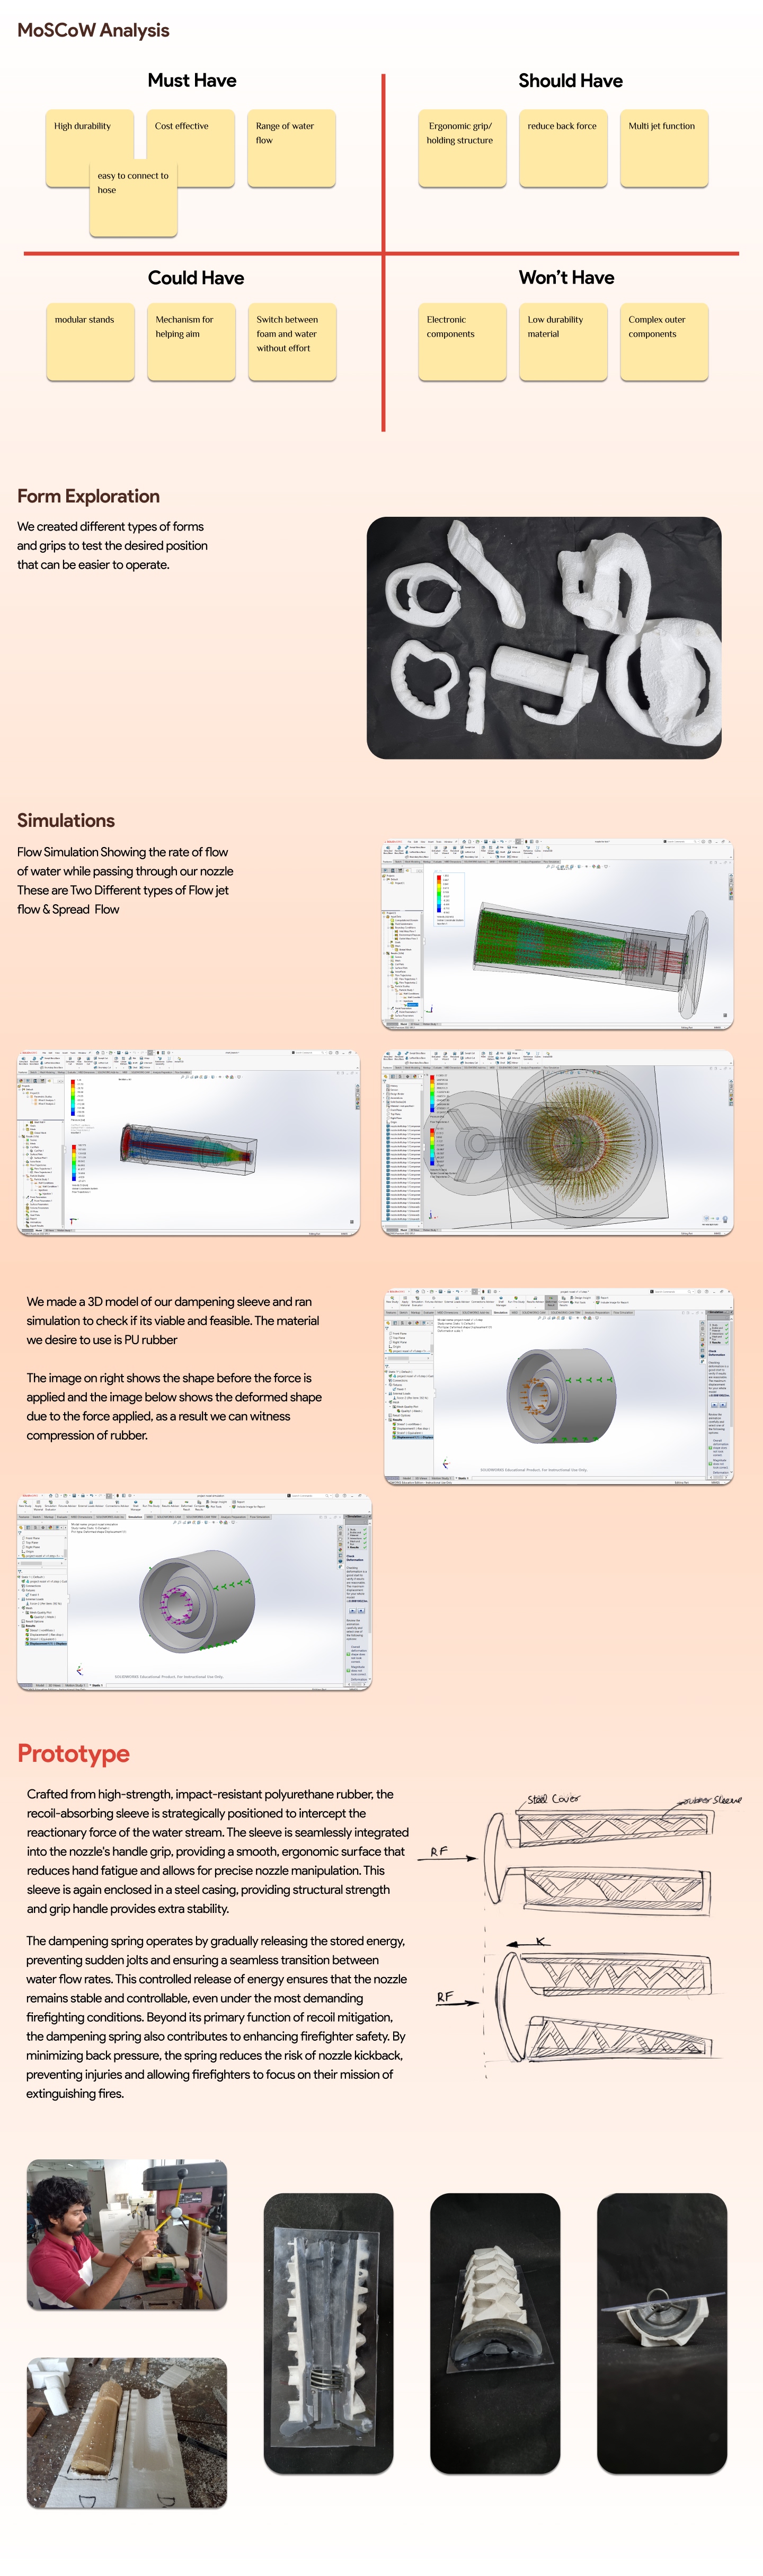 MoSCoW Analysis
Must Have
High durability
Cost effective
Range of water
flow
easy to connect to
hose
Should Have
Ergonomic grip/
holding structure
reduce back force
Multi jet function
Could Have
modular stands
Mechanism for
helping aim
Switch between
foam and water
without effort
Won't Have
Electronic
components
Low durability
material
Complex outer
components
Form Exploration
We created different types of forms
and grips to test the desired position
that can be easier to operate.
Simulations
Flow Simulation Showing the rate of flow
of water while passing through our nozzle
These are Two Different types of Flow jet
flow & Spread Flow
We made a 3D model of our dampening sleeve and ran
simulation to check if its viable and feasible. The material
we desire to use is PU rubber
The image on right shows the shape before the force is
applied and the image below shows the deformed shape
due to the force applied, as a result we can witness
compression of rubber.
SOLIDWORKS Educational Product. For Instructional Use Only.
SOLIDWORKS Educational Product. For Instructional Use Only.
Prototype
Crafted from high-strength, impact-resistant polyurethane rubber, the
recoil-absorbing sleeve is strategically positioned to intercept the
reactionary force of the water stream. The sleeve is seamlessly integrated
into the nozzle's handle grip, providing a smooth, ergonomic surface that
reduces hand fatigue and allows for precise nozzle manipulation. This
sleeve is again enclosed in a steel casing, providing structural strength
and grip handle provides extra stability.
The dampening spring operates by gradually releasing the stored energy,
preventing sudden jolts and ensuring a seamless transition between
water flow rates. This controlled release of energy ensures that the nozzle
remains stable and controllable, even under the most demanding
firefighting conditions. Beyond its primary function of recoil mitigation,
the dampening spring also contributes to enhancing firefighter safety. By
minimizing back pressure, the spring reduces the risk of nozzle kickback,
preventing injuries and allowing firefighters to focus on their mission of
extinguishing fires.
Steel Cover
rubber sleeve
RF
K
RF